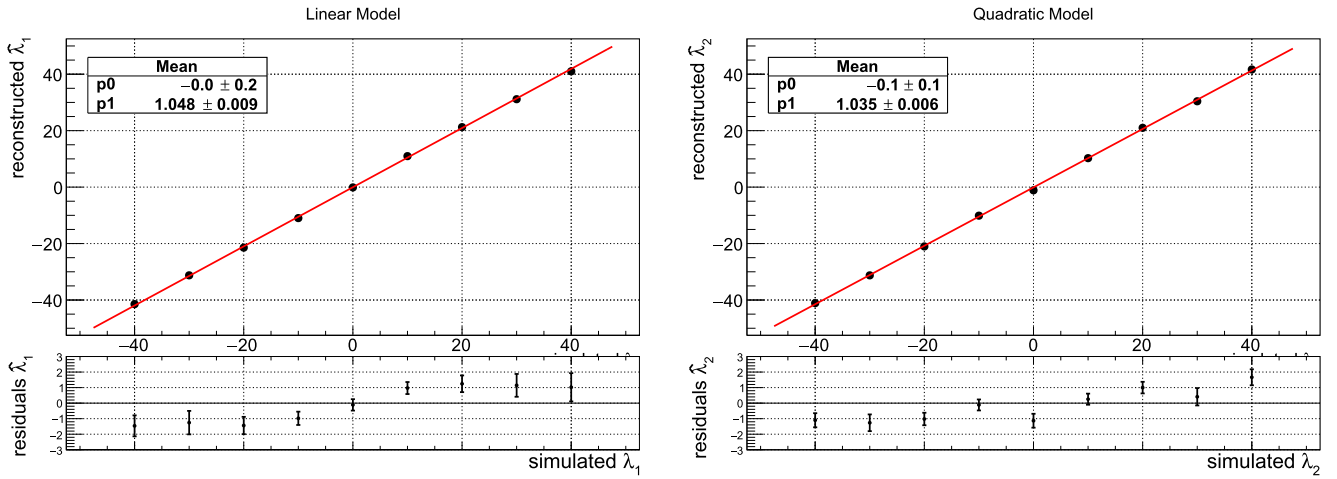 Linear Model
reconstructed λ̂₁
Mean
p0 −0.0 ± 0.2
p1 1.048 ± 0.009
40
20
0
−20
−40
−40 −20 0 20 40
residuals λ̂₁
3
2
1
0
−1
−2
−3
simulated λ₁
Quadratic Model
reconstructed λ̂₂
Mean
p0 −0.1 ± 0.1
p1 1.035 ± 0.006
40
20
0
−20
−40
−40 −20 0 20 40
residuals λ̂₂
3
2
1
0
−1
−2
−3
simulated λ₂